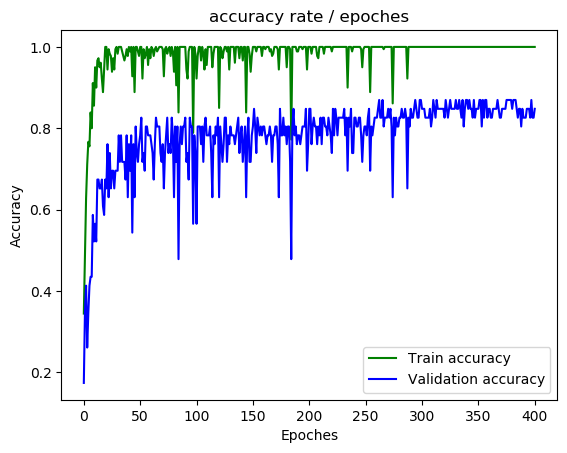 accuracy rate / epoches
1.0
0.8
0.6
0.4
0.2
Accuracy
0 50 100 150 200 250 300 350 400
Epoches
Train accuracy
Validation accuracy